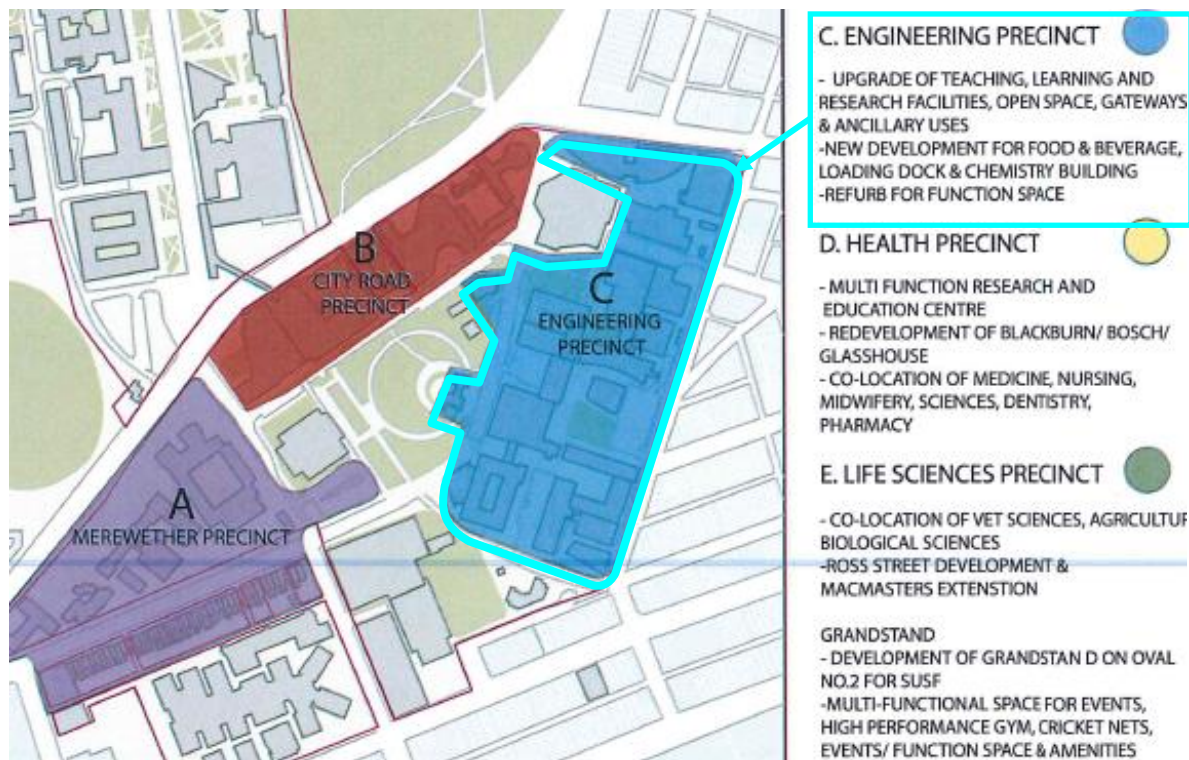 B
CITY ROAD
PRECINCT
C
ENGINEERING
PRECINCT
A
MEREWETHER PRECINCT
C. ENGINEERING PRECINCT
- UPGRADE OF TEACHING, LEARNING AND
RESEARCH FACILITIES, OPEN SPACE, GATEWAYS
& ANCILLARY USES
-NEW DEVELOPMENT FOR FOOD & BEVERAGE,
LOADING DOCK & CHEMISTRY BUILDING
-REFURB FOR FUNCTION SPACE
D. HEALTH PRECINCT
- MULTI FUNCTION RESEARCH AND
EDUCATION CENTRE
- REDEVELOPMENT OF BLACKBURN/ BOSCH/
GLASSHOUSE
- CO-LOCATION OF MEDICINE, NURSING,
MIDWIFERY, SCIENCES, DENTISTRY,
PHARMACY
E. LIFE SCIENCES PRECINCT
- CO-LOCATION OF VET SCIENCES, AGRICULTUR
BIOLOGICAL SCIENCES
-ROSS STREET DEVELOPMENT &
MACMASTERS EXTENSTION
GRANDSTAND
- DEVELOPMENT OF GRANDSTAN D ON OVAL
NO.2 FOR SUSF
-MULTI-FUNCTIONAL SPACE FOR EVENTS,
HIGH PERFORMANCE GYM, CRICKET NETS,
EVENTS/ FUNCTION SPACE & AMENITIES